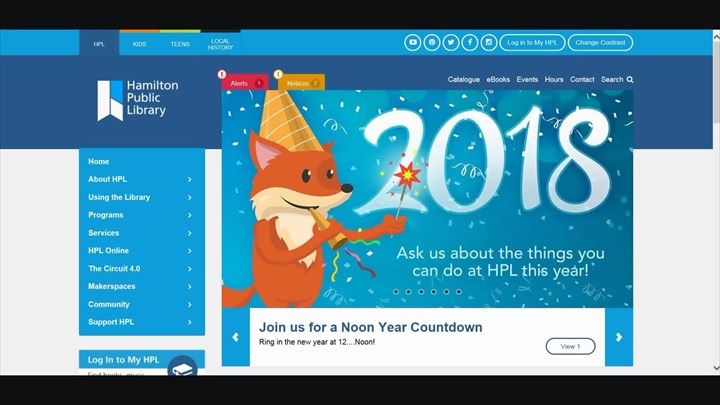 HPL
KIDS
TEENS
LOCAL
HISTORY
Log in to My HPL
Change Contrast
Hamilton
Public
Library
Alerts 1
Notices 2
Catalogue eBooks Events Hours Contact Search
2018
Ask us about the things you
can do at HPL this year!
Home
About HPL
Using the Library
Programs
Services
HPL Online
The Circuit 4.0
Makerspaces
Community
Support HPL
Join us for a Noon Year Countdown
Ring in the new year at 12....Noon!
View 1
Log In to My HPL
Find books, music,